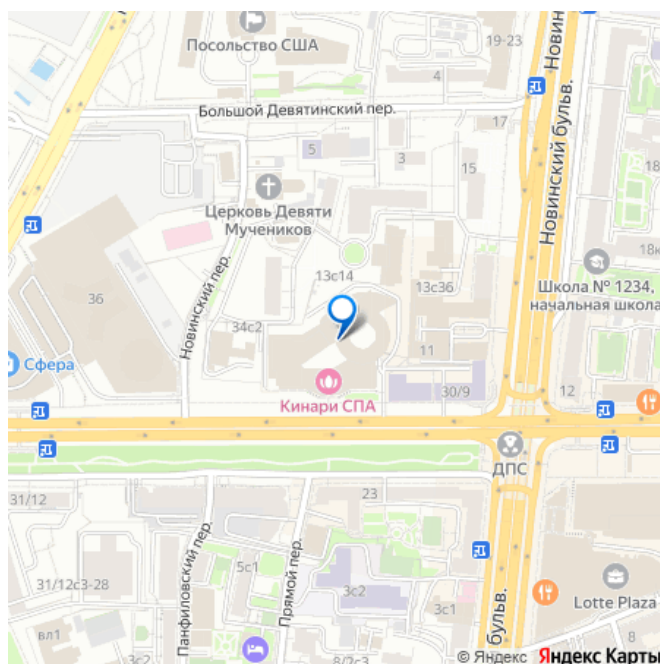 Посольство США
19-23
4
Новинский бульв.
Большой Девятинский пер.
17
5
3
15
Церковь Девяти
Мучеников
Новинский бульв.
18к
13с14
13с36
Школа № 1234,
начальная школа
36
Новинский пер.
34с2
11
Сфера
Кинари СПА
30/9
12
ДПС
31/12
23
Панфиловский пер.
Прямой пер.
5с1
31/12с3-28
3с2
3с1
Lotte Plaza
вл1
3с2
8/2с3
бульв.
8
© Яндекс Яндекс Карты